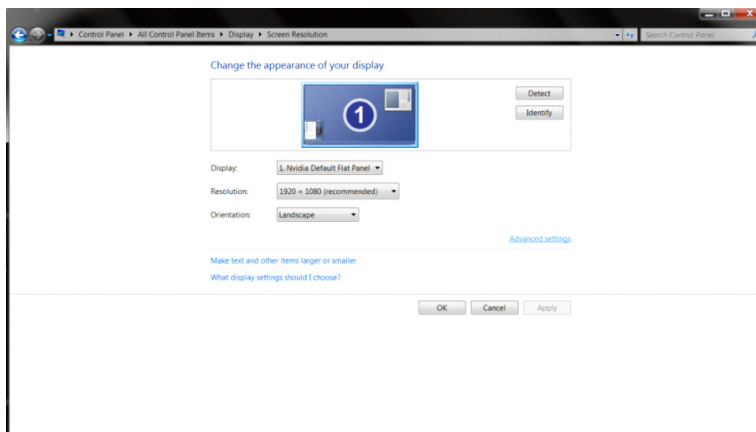 Control Panel ▸ All Control Panel Items ▸ Display ▸ Screen Resolution
Search Control Panel
Change the appearance of your display
1
Detect
Identify
Display:
1. Nvidia Default Flat Panel
Resolution:
1920 × 1080 (recommended)
Orientation:
Landscape
Advanced settings
Make text and other items larger or smaller
What display settings should I choose?
OK
Cancel
Apply